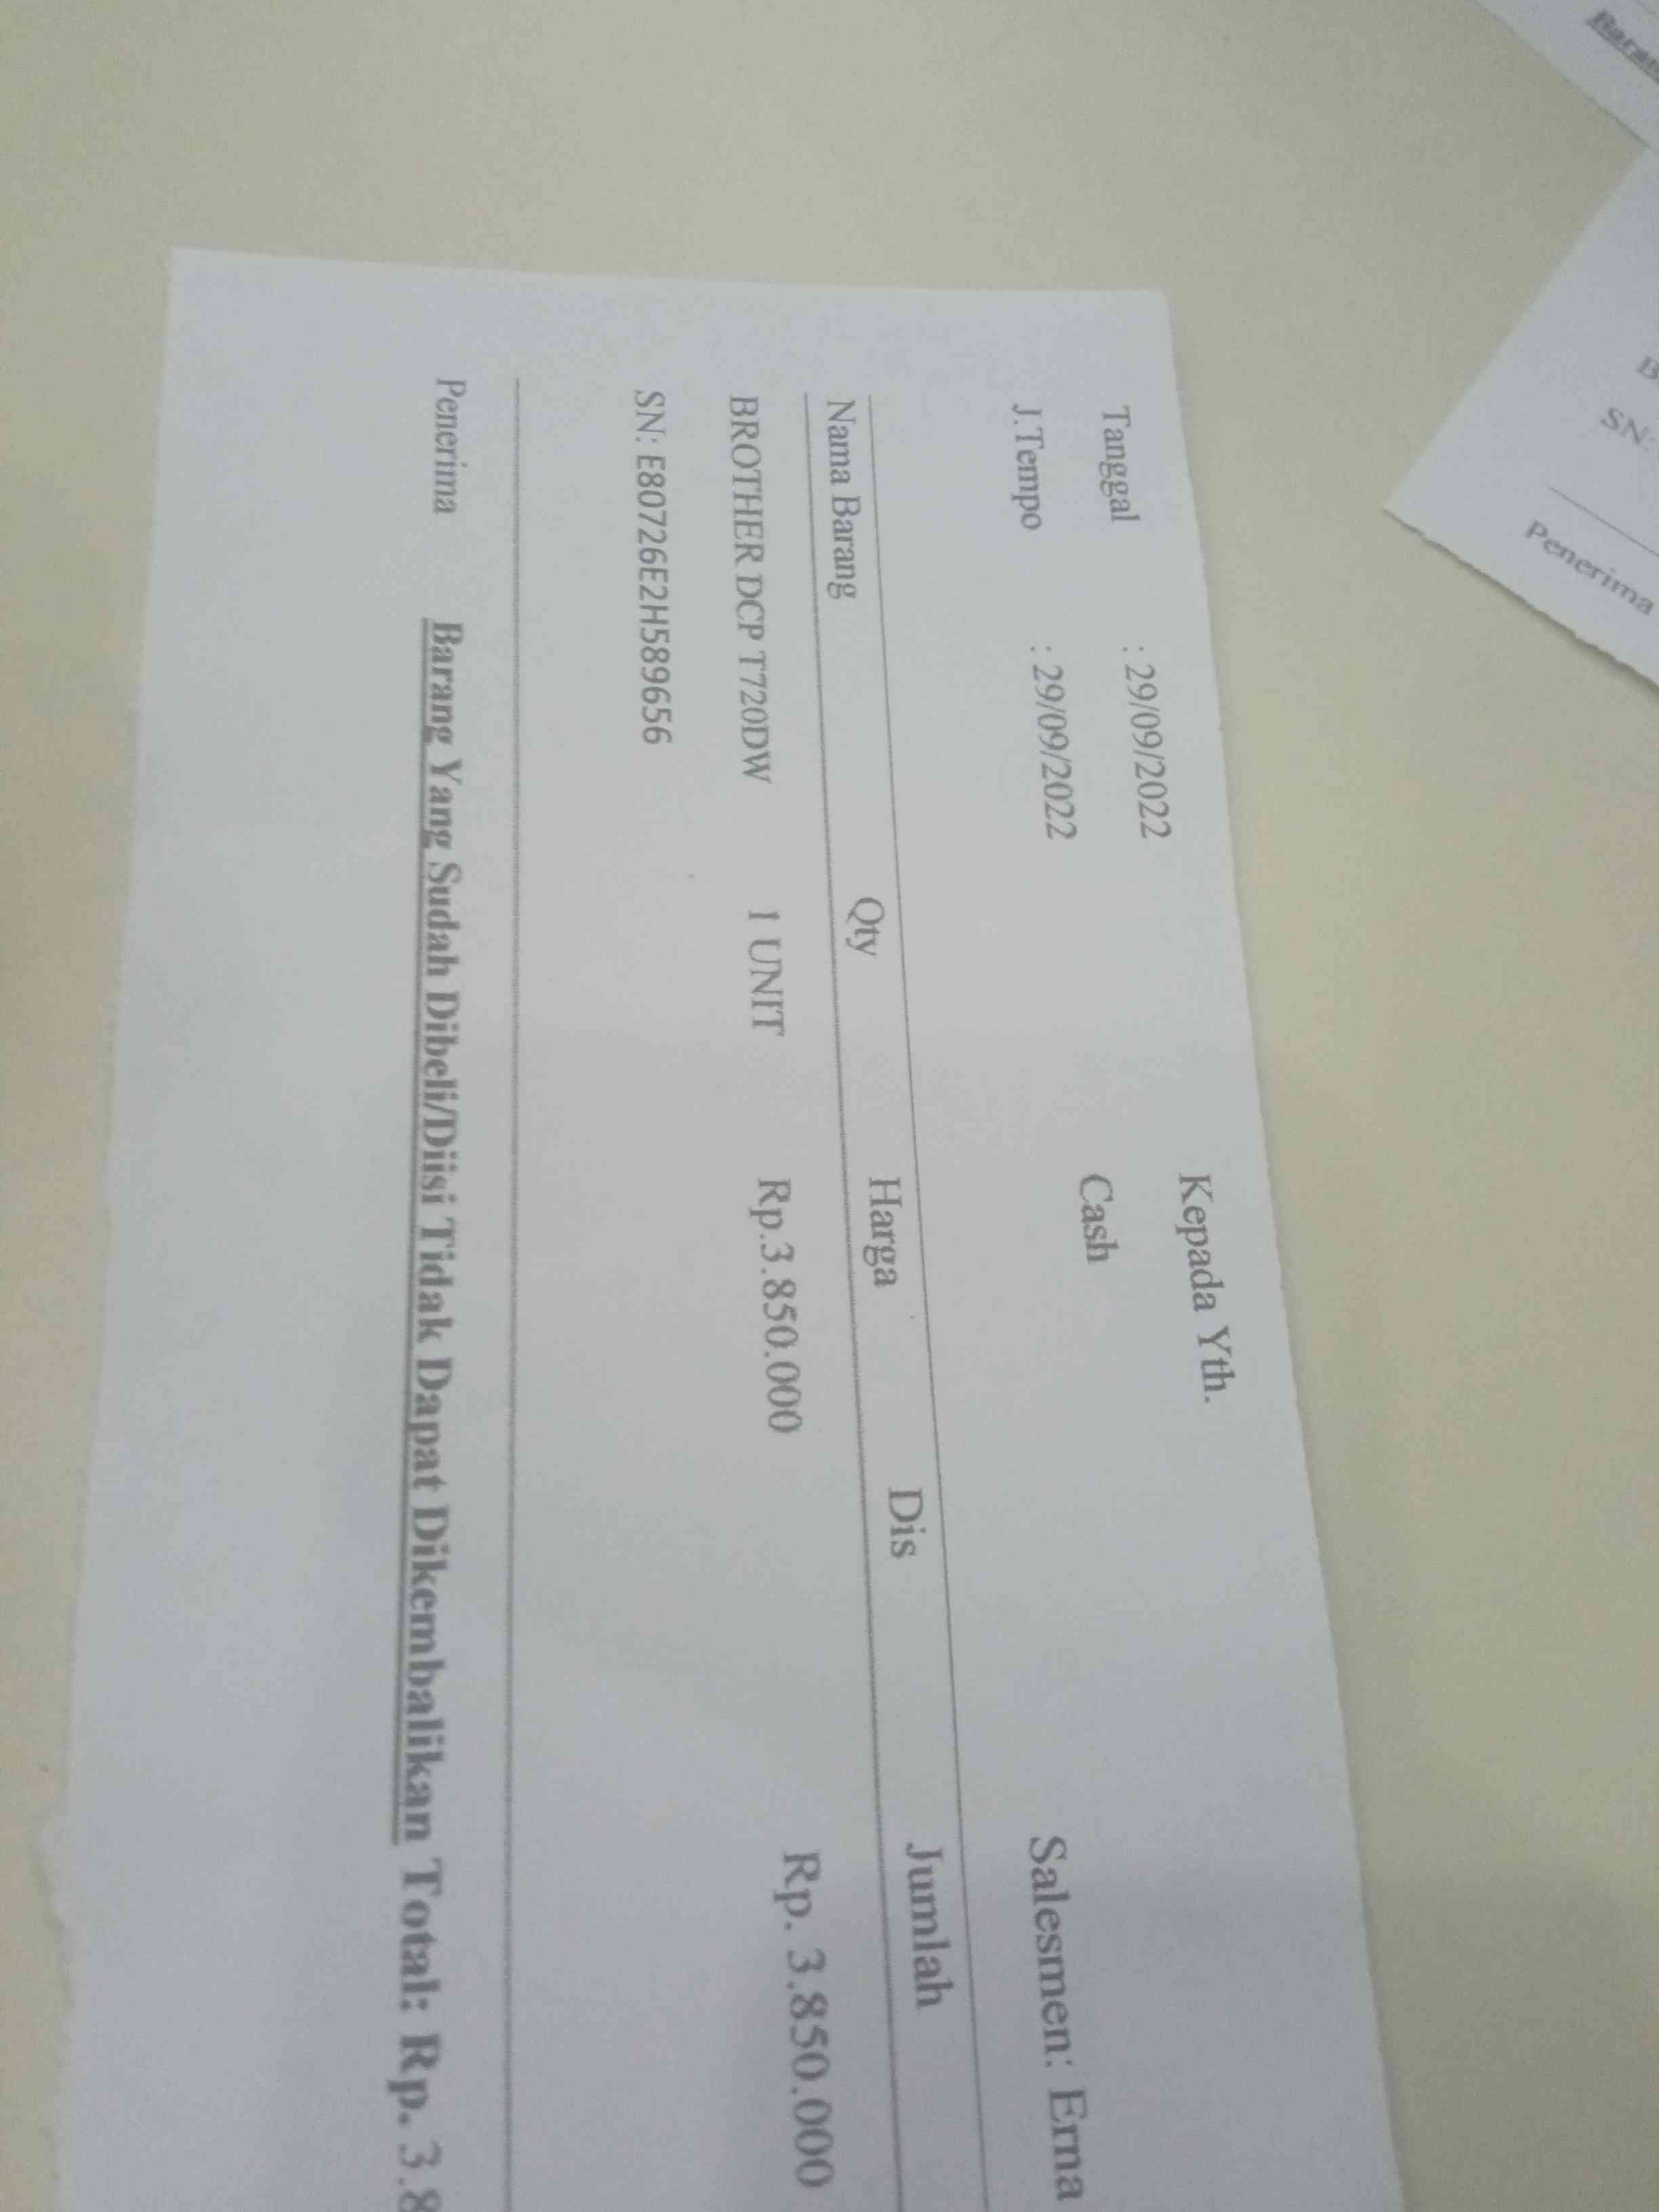 Kepada Yth.
Tanggal : 29/09/2022 Cash
J.Tempo : 29/09/2022 Salesmen: Erna
Nama Barang Qty Harga Dis Jumlah
BROTHER DCP T720DW 1 UNIT Rp.3.850.000 Rp. 3.850.000
SN: E80726E2H589656
Penerima Barang Yang Sudah Dibeli/Diisi Tidak Dapat Dikembalikan Total: Rp. 3.8
SN:
Penerima